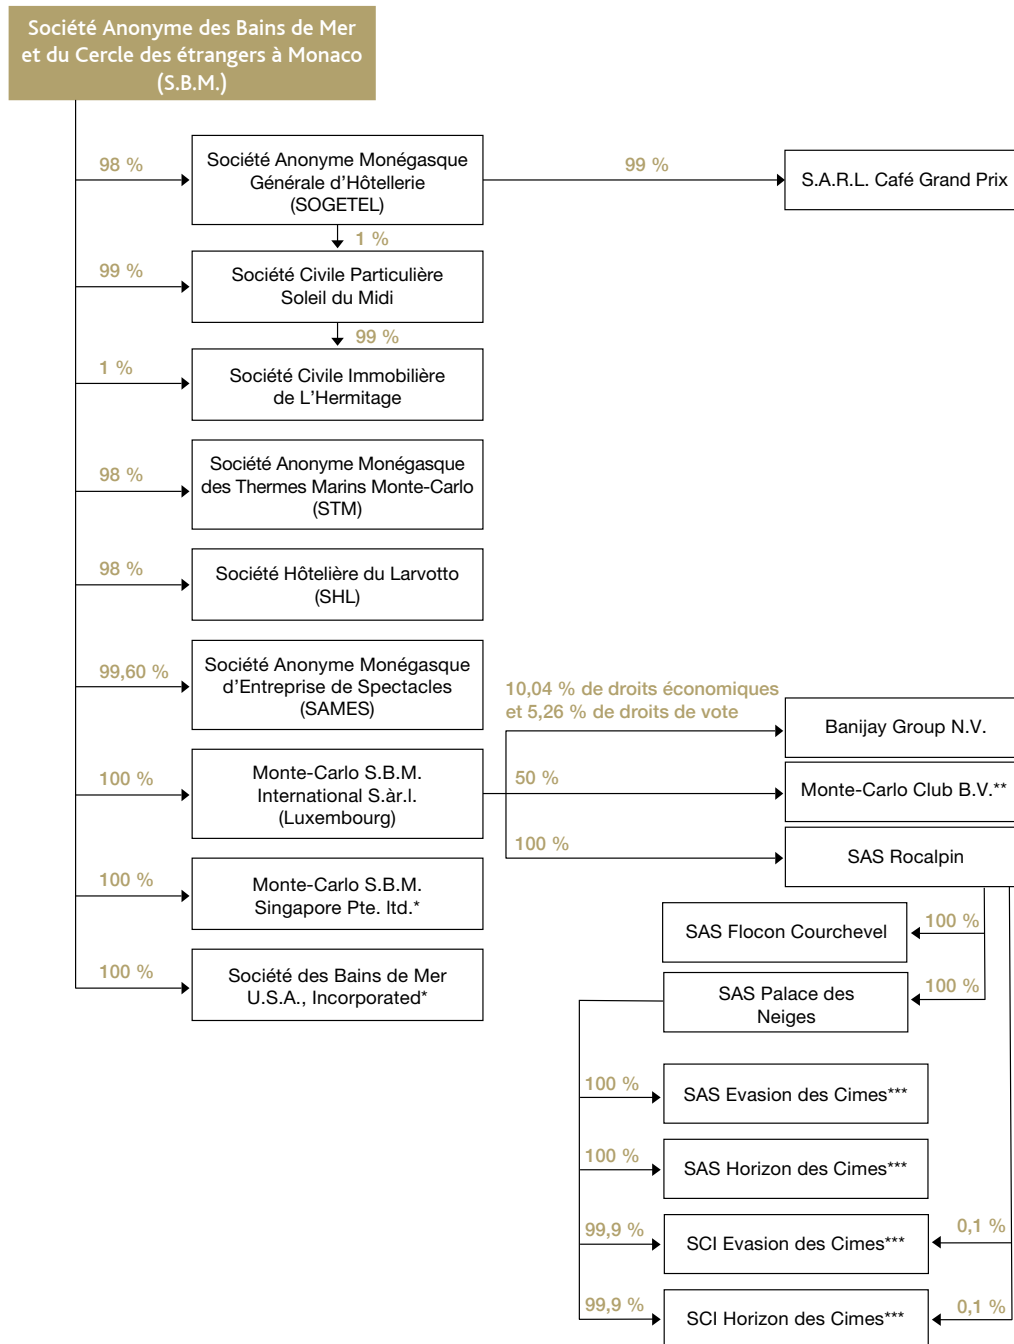 Société Anonyme des Bains de Mer
et du Cercle des étrangers à Monaco
(S.B.M.)
98 %
Société Anonyme Monégasque
Générale d'Hôtellerie
(SOGETEL)
99 %
S.A.R.L. Café Grand Prix
1 %
99 %
Société Civile Particulière
Soleil du Midi
99 %
1 %
Société Civile Immobilière
de L'Hermitage
98 %
Société Anonyme Monégasque
des Thermes Marins Monte-Carlo
(STM)
98 %
Société Hôtelière du Larvotto
(SHL)
99,60 %
Société Anonyme Monégasque
d'Entreprise de Spectacles
(SAMES)
10,04 % de droits économiques
et 5,26 % de droits de vote
Banijay Group N.V.
100 %
Monte-Carlo S.B.M.
International S.àr.l.
(Luxembourg)
50 %
Monte-Carlo Club B.V.**
100 %
SAS Rocalpin
100 %
Monte-Carlo S.B.M.
Singapore Pte. ltd.*
SAS Flocon Courchevel
100 %
100 %
Société des Bains de Mer
U.S.A., Incorporated*
SAS Palace des
Neiges
100 %
100 %
SAS Evasion des Cimes***
100 %
SAS Horizon des Cimes***
99,9 %
SCI Evasion des Cimes***
0,1 %
99,9 %
SCI Horizon des Cimes***
0,1 %